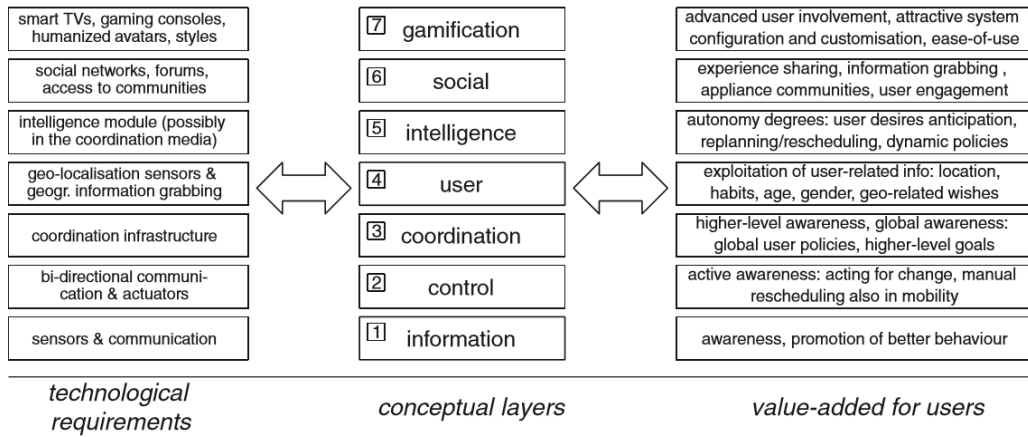 smart TVs, gaming consoles,
humanized avatars, styles
7 gamification
advanced user involvement, attractive system
configuration and customisation, ease-of-use
social networks, forums,
access to communities
6 social
experience sharing, information grabbing ,
appliance communities, user engagement
intelligence module (possibly
in the coordination media)
5 intelligence
autonomy degrees: user desires anticipation,
replanning/rescheduling, dynamic policies
geo-localisation sensors &
geogr. information grabbing
4 user
exploitation of user-related info: location,
habits, age, gender, geo-related wishes
coordination infrastructure
3 coordination
higher-level awareness, global awareness:
global user policies, higher-level goals
bi-directional communi-
cation & actuators
2 control
active awareness: acting for change, manual
rescheduling also in mobility
sensors & communication
1 information
awareness, promotion of better behaviour
technological
requirements
conceptual layers
value-added for users